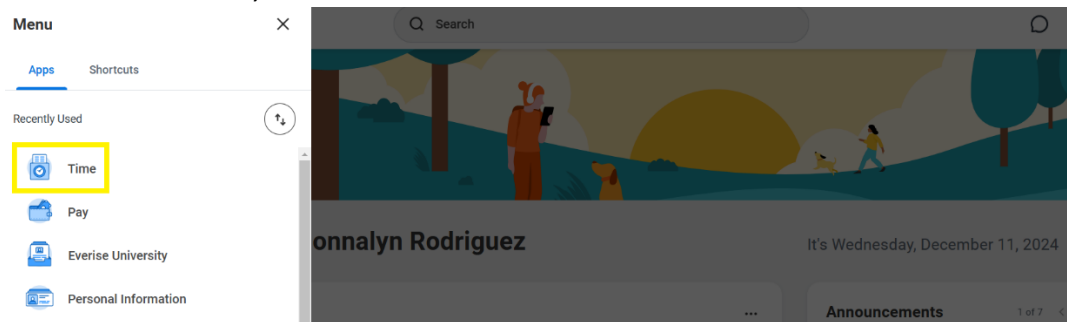 Menu
Search
Apps Shortcuts
Recently Used
Time
Pay
Everise University
Personal Information
onnalyn Rodriguez
It's Wednesday, December 11, 2024
Announcements
1 of 7